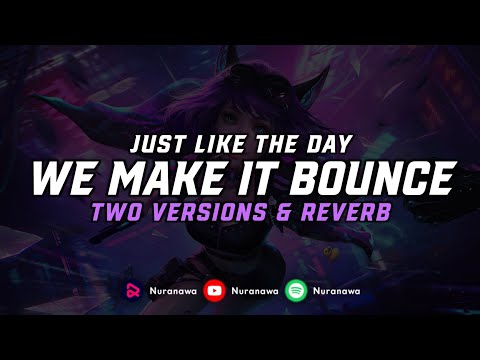 JUST LIKE THE DAY
WE MAKE IT BOUNCE
TWO VERSIONS & REVERB
Nuranawa Nuranawa Nuranawa